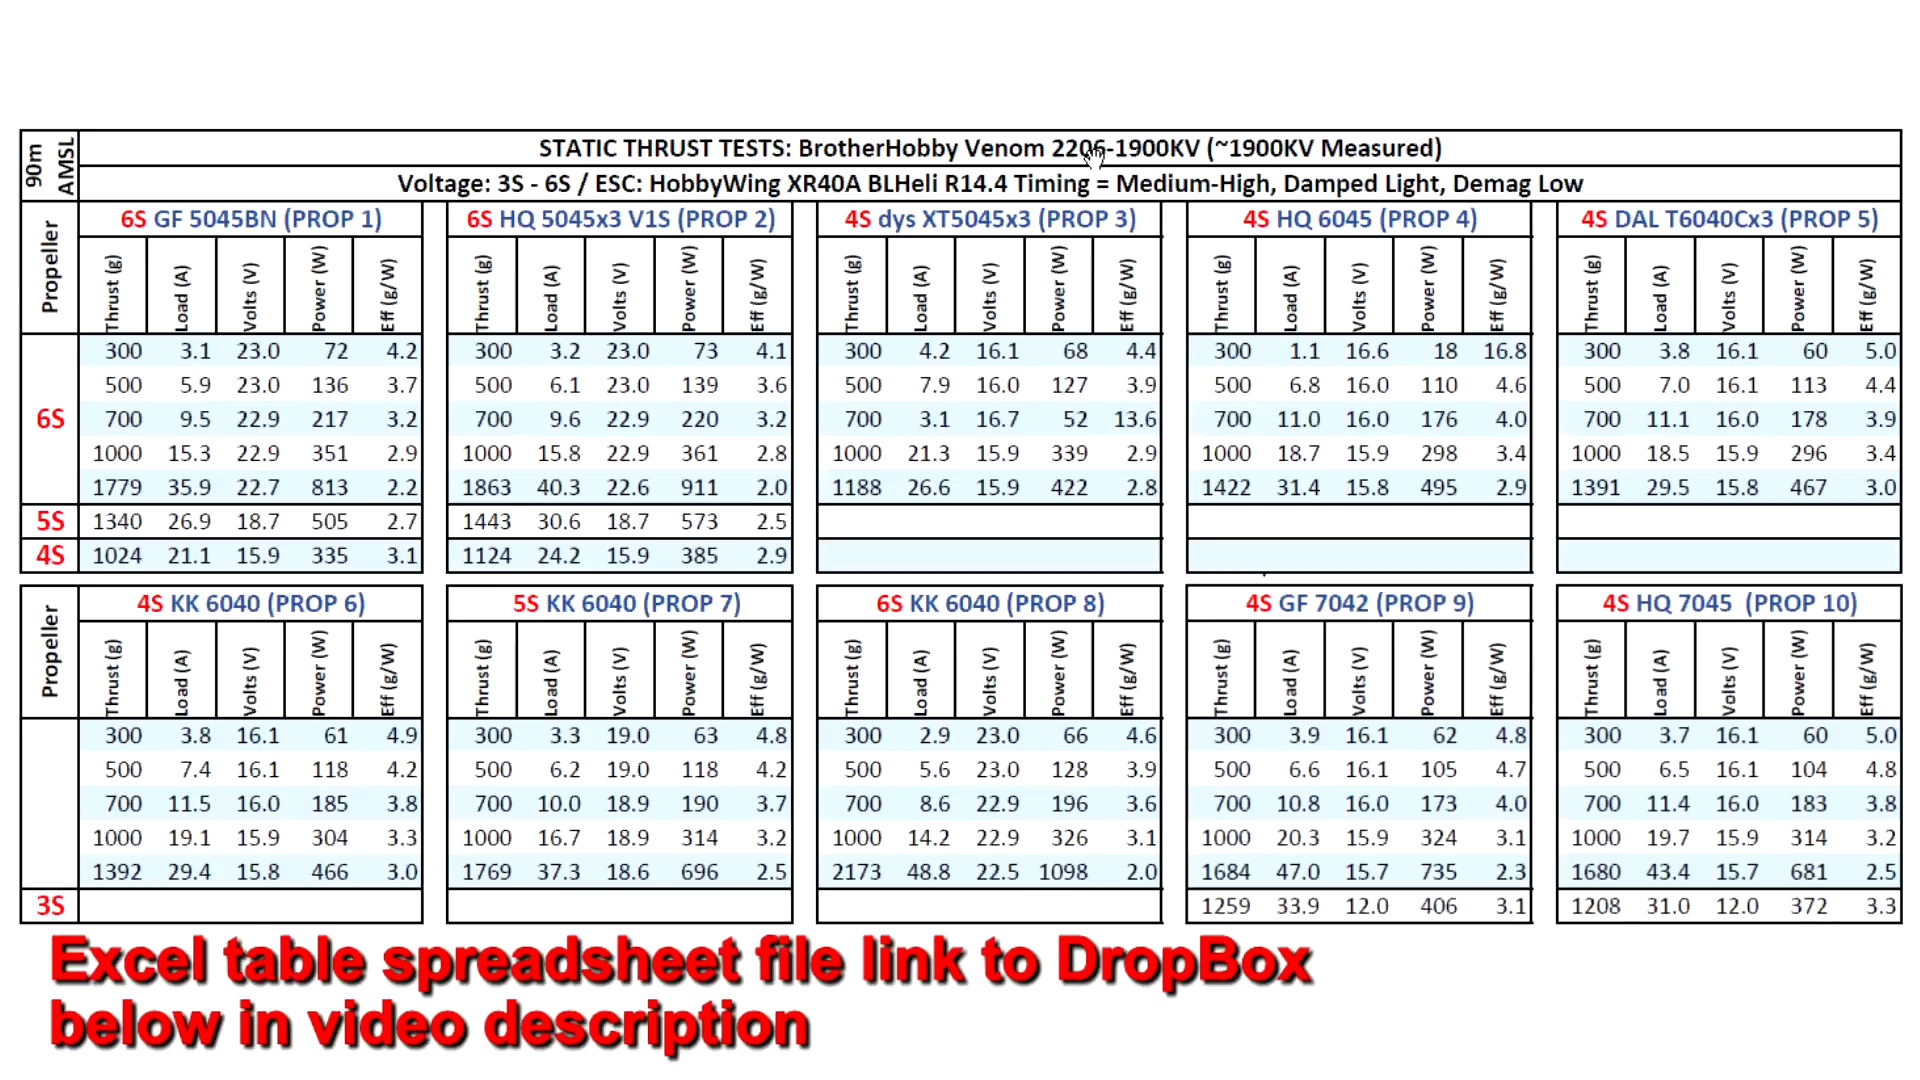 90m AMSL
STATIC THRUST TESTS: BrotherHobby Venom 2206-1900KV (~1900KV Measured)
Voltage: 3S - 6S / ESC: HobbyWing XR40A BLHeli R14.4 Timing = Medium-High, Damped Light, Demag Low
Propeller 6S GF 5045BN (PROP 1) 6S HQ 5045x3 V1S (PROP 2) 4S dys XT5045x3 (PROP 3) 4S HQ 6045 (PROP 4) 4S DAL T6040Cx3 (PROP 5)
Thrust (g) Load (A) Volts (V) Power (W) Eff (g/W) Thrust (g) Load (A) Volts (V) Power (W) Eff (g/W) Thrust (g) Load (A) Volts (V) Power (W) Eff (g/W) Thrust (g) Load (A) Volts (V) Power (W) Eff (g/W) Thrust (g) Load (A) Volts (V) Power (W) Eff (g/W)
300 3.1 23.0 72 4.2 300 3.2 23.0 73 4.1 300 4.2 16.1 68 4.4 300 1.1 16.6 18 16.8 300 3.8 16.1 60 5.0
500 5.9 23.0 136 3.7 500 6.1 23.0 139 3.6 500 7.9 16.0 127 3.9 500 6.8 16.0 110 4.6 500 7.0 16.1 113 4.4
6S 700 9.5 22.9 217 3.2 700 9.6 22.9 220 3.2 700 3.1 16.7 52 13.6 700 11.0 16.0 176 4.0 700 11.1 16.0 178 3.9
1000 15.3 22.9 351 2.9 1000 15.8 22.9 361 2.8 1000 21.3 15.9 339 2.9 1000 18.7 15.9 298 3.4 1000 18.5 15.9 296 3.4
1779 35.9 22.7 813 2.2 1863 40.3 22.6 911 2.0 1188 26.6 15.9 422 2.8 1422 31.4 15.8 495 2.9 1391 29.5 15.8 467 3.0
5S 1340 26.9 18.7 505 2.7 1443 30.6 18.7 573 2.5
4S 1024 21.1 15.9 335 3.1 1124 24.2 15.9 385 2.9
Propeller 4S KK 6040 (PROP 6) 5S KK 6040 (PROP 7) 6S KK 6040 (PROP 8) 4S GF 7042 (PROP 9) 4S HQ 7045 (PROP 10)
Thrust (g) Load (A) Volts (V) Power (W) Eff (g/W) Thrust (g) Load (A) Volts (V) Power (W) Eff (g/W) Thrust (g) Load (A) Volts (V) Power (W) Eff (g/W) Thrust (g) Load (A) Volts (V) Power (W) Eff (g/W) Thrust (g) Load (A) Volts (V) Power (W) Eff (g/W)
300 3.8 16.1 61 4.9 300 3.3 19.0 63 4.8 300 2.9 23.0 66 4.6 300 3.9 16.1 62 4.8 300 3.7 16.1 60 5.0
500 7.4 16.1 118 4.2 500 6.2 19.0 118 4.2 500 5.6 23.0 128 3.9 500 6.6 16.1 105 4.7 500 6.5 16.1 104 4.8
700 11.5 16.0 185 3.8 700 10.0 18.9 190 3.7 700 8.6 22.9 196 3.6 700 10.8 16.0 173 4.0 700 11.4 16.0 183 3.8
1000 19.1 15.9 304 3.3 1000 16.7 18.9 314 3.2 1000 14.2 22.9 326 3.1 1000 20.3 15.9 324 3.1 1000 19.7 15.9 314 3.2
1392 29.4 15.8 466 3.0 1769 37.3 18.6 696 2.5 2173 48.8 22.5 1098 2.0 1684 47.0 15.7 735 2.3 1680 43.4 15.7 681 2.5
3S 1259 33.9 12.0 406 3.1 1208 31.0 12.0 372 3.3
Excel table spreadsheet file link to DropBox
below in video description